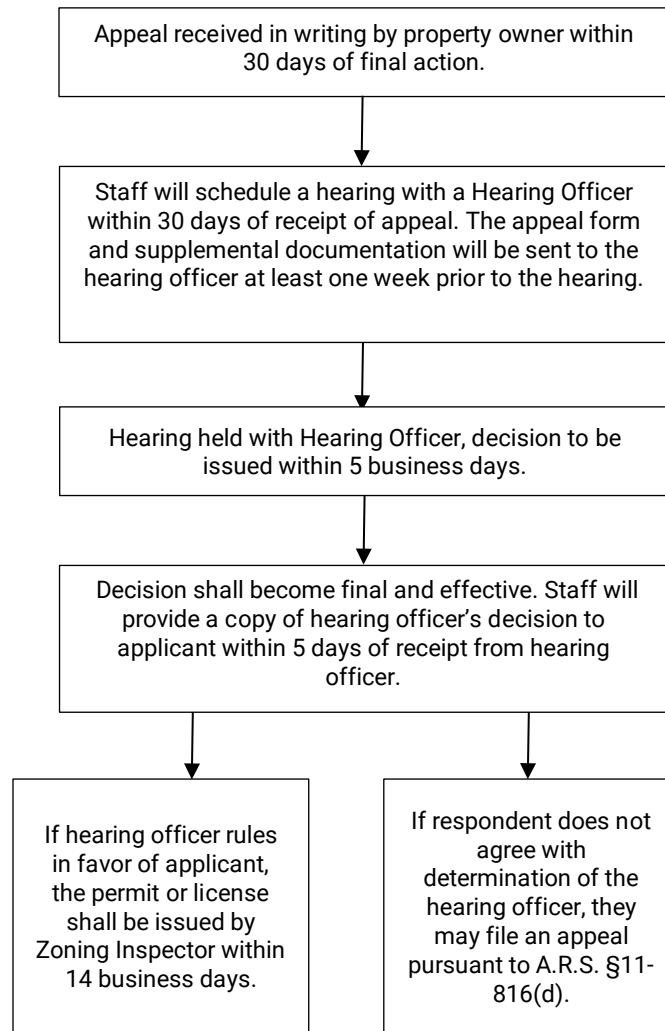 Appeal received in writing by property owner within
30 days of final action.
Staff will schedule a hearing with a Hearing Officer
within 30 days of receipt of appeal. The appeal form
and supplemental documentation will be sent to the
hearing officer at least one week prior to the hearing.
Hearing held with Hearing Officer, decision to be
issued within 5 business days.
Decision shall become final and effective. Staff will
provide a copy of hearing officer’s decision to
applicant within 5 days of receipt from hearing
officer.
If hearing officer rules
in favor of applicant,
the permit or license
shall be issued by
Zoning Inspector within
14 business days.
If respondent does not
agree with
determination of the
hearing officer, they
may file an appeal
pursuant to A.R.S. §11-
816(d).